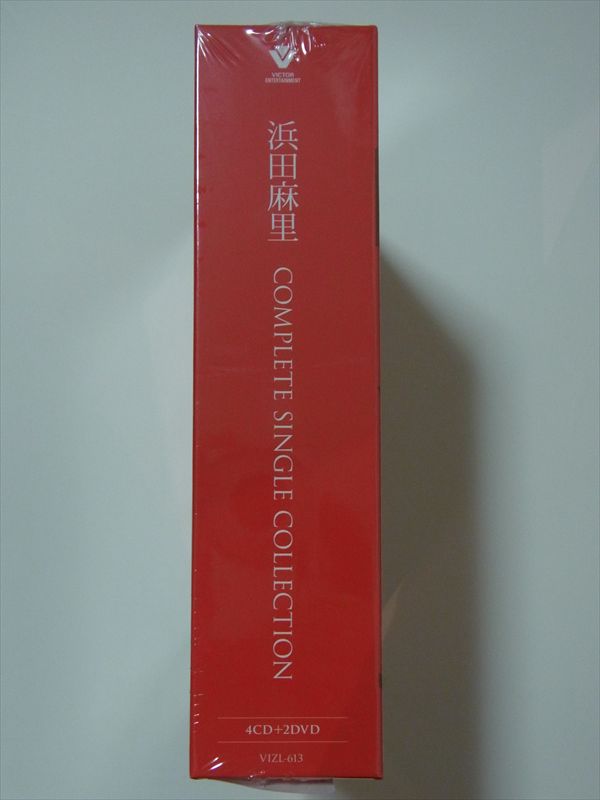 VICTOR
ENTERTAINMENT
浜田麻里 COMPLETE SINGLE COLLECTION
4CD+2DVD
VIZL-613